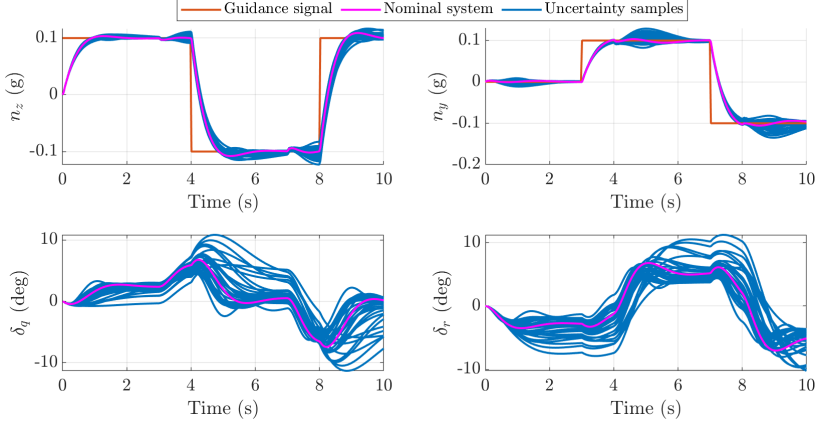 Guidance signal Nominal system Uncertainty samples
n_z (g)
0.1
0
-0.1
0 2 4 6 8 10
Time (s)
n_y (g)
0.1
0
-0.1
-0.2
0 2 4 6 8 10
Time (s)
δ_q (deg)
10
0
-10
0 2 4 6 8 10
Time (s)
δ_r (deg)
10
0
-10
0 2 4 6 8 10
Time (s)